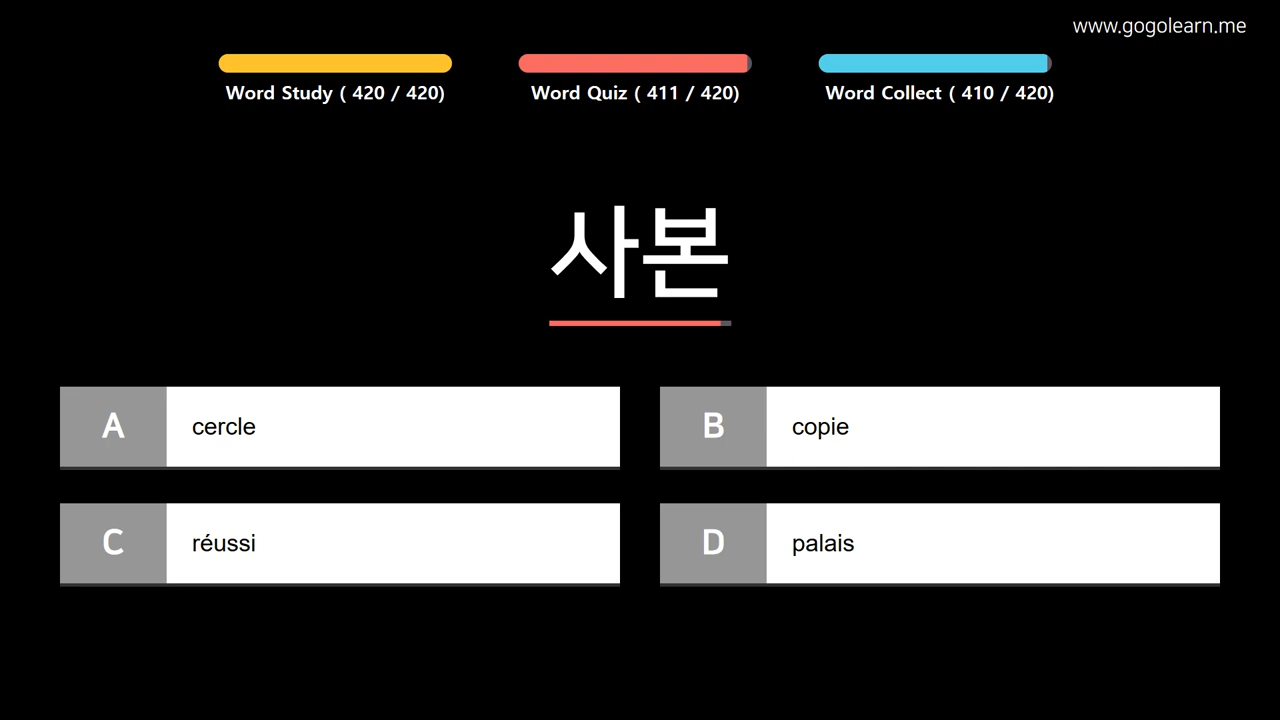 www.gogolearn.me
Word Study ( 420 / 420)
Word Quiz ( 411 / 420)
Word Collect ( 410 / 420)
사본
A cercle
B copie
C réussi
D palais